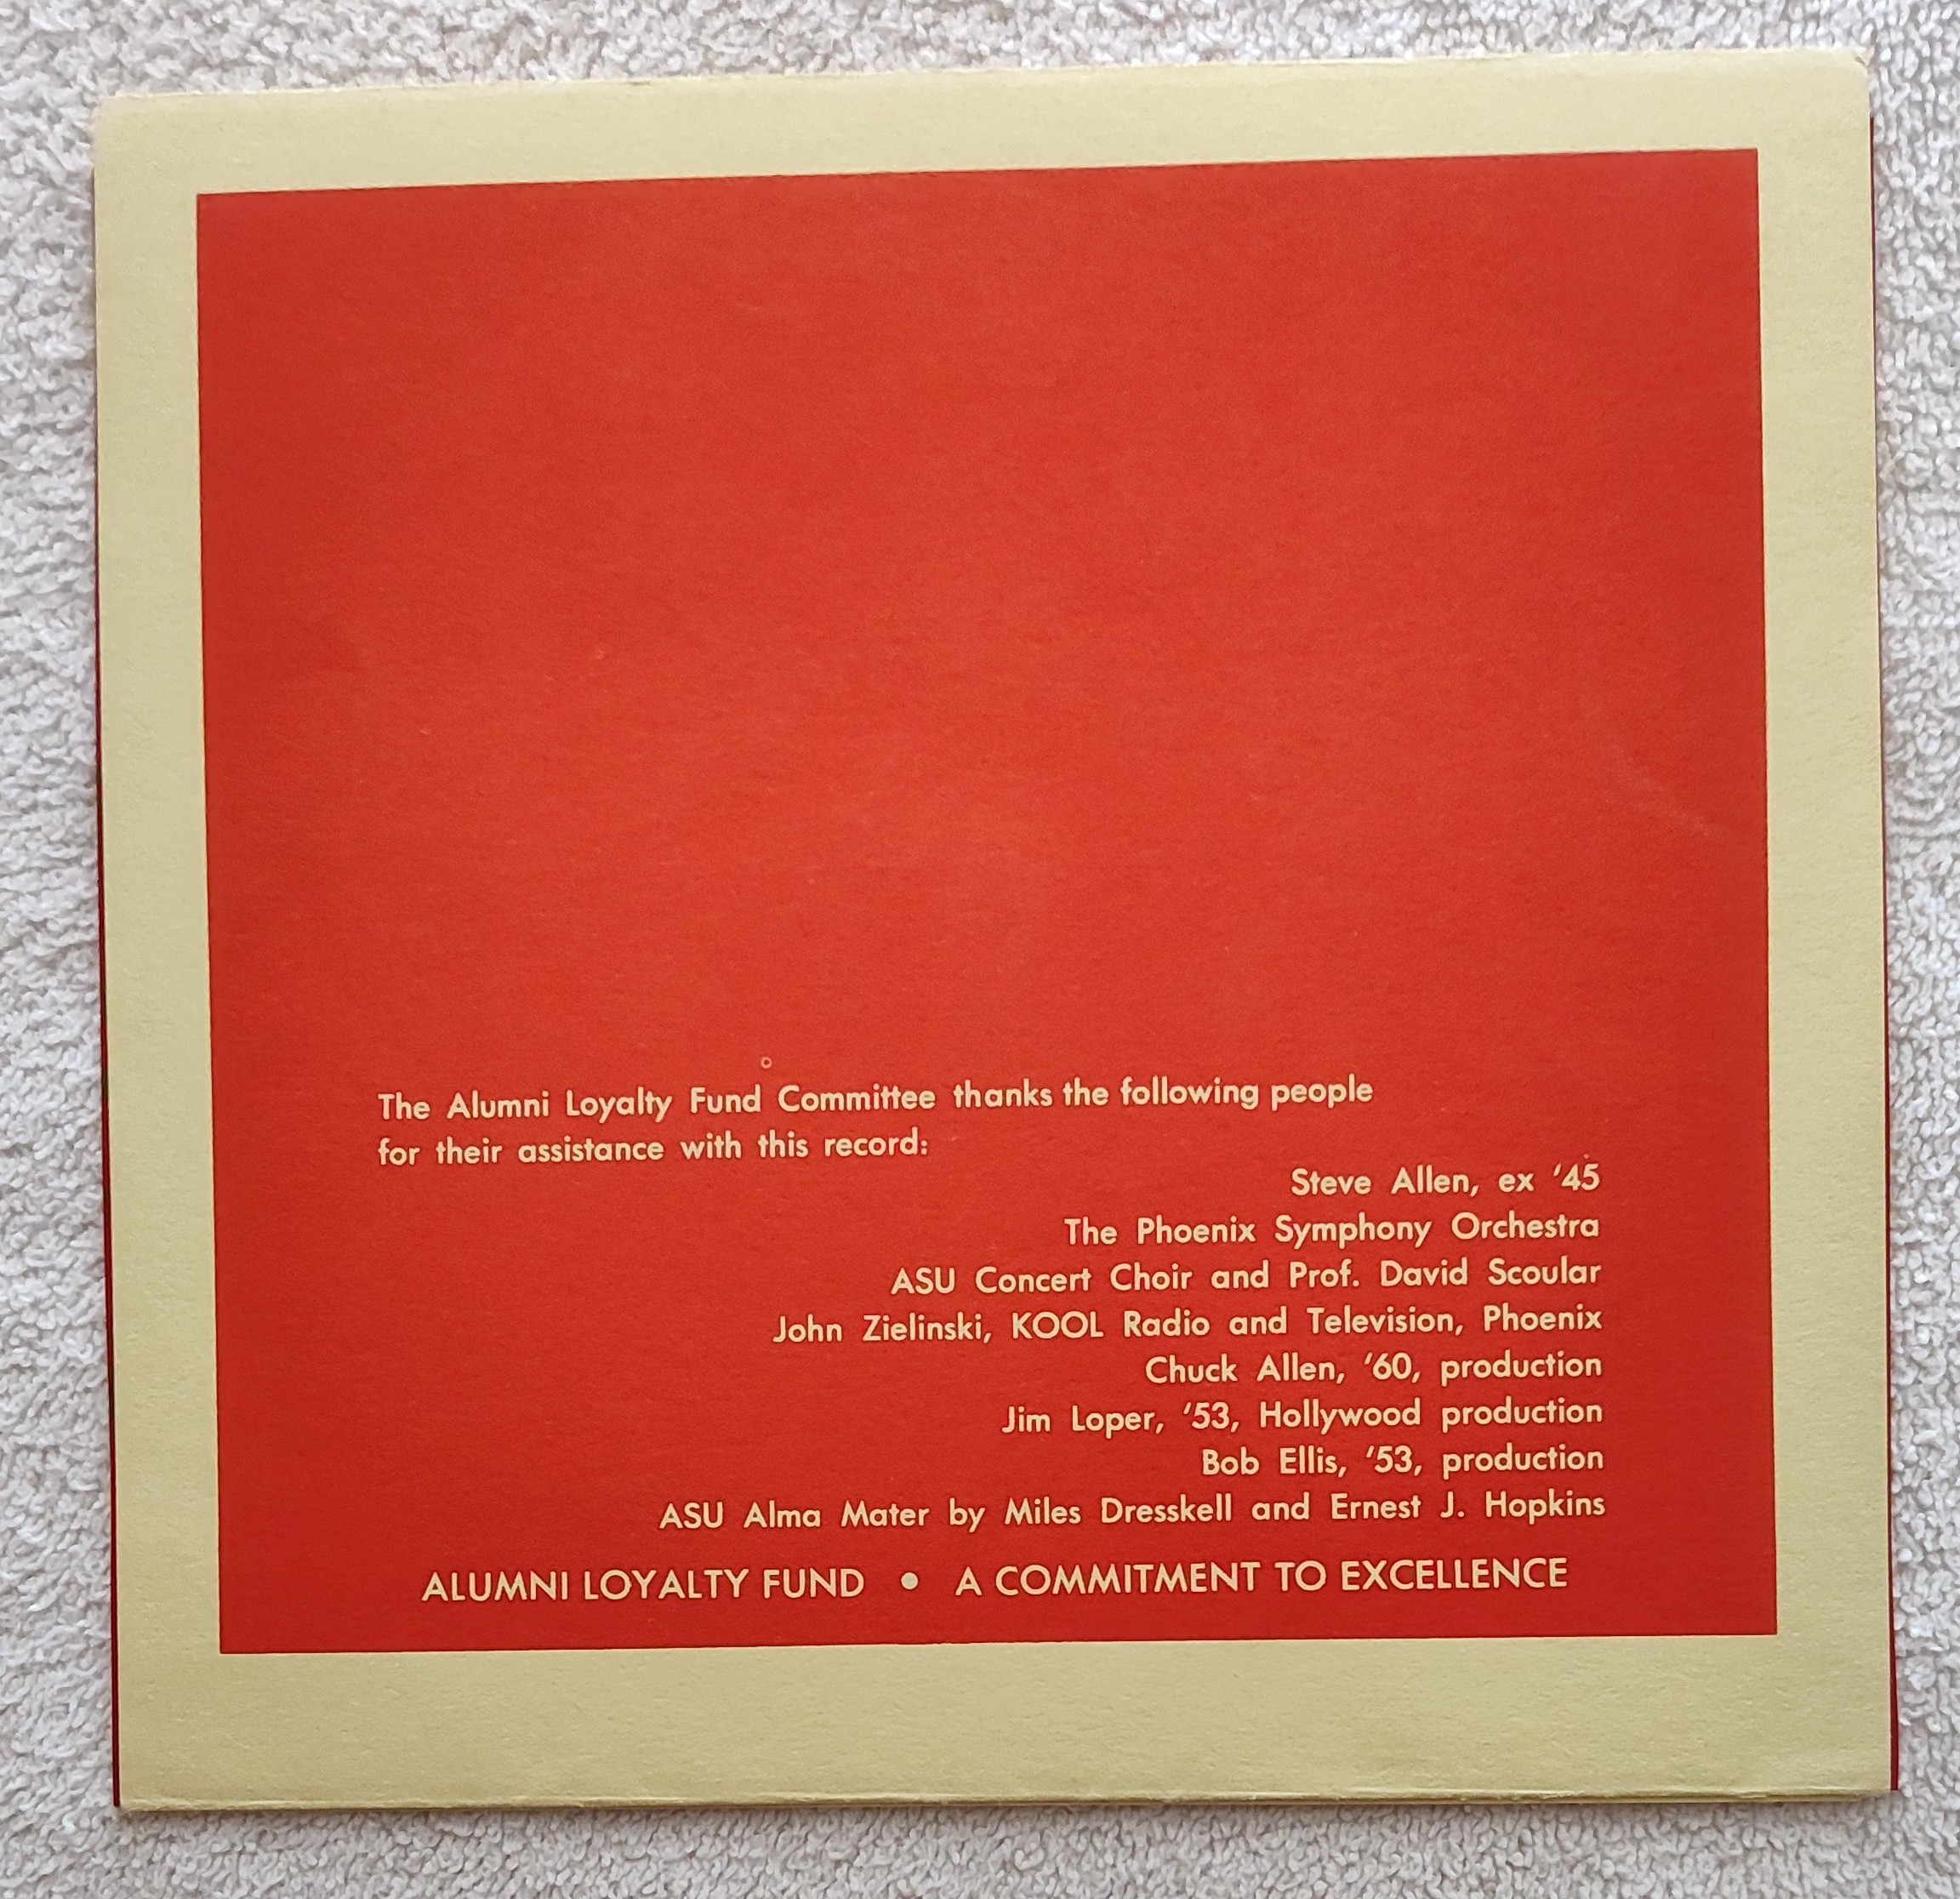 The Alumni Loyalty Fund Committee thanks the following people
for their assistance with this record:
Steve Allen, ex '45
The Phoenix Symphony Orchestra
ASU Concert Choir and Prof. David Scoular
John Zielinski, KOOL Radio and Television, Phoenix
Chuck Allen, '60, production
Jim Loper, '53, Hollywood production
Bob Ellis, '53, production
ASU Alma Mater by Miles Dresskell and Ernest J. Hopkins
ALUMNI LOYALTY FUND • A COMMITMENT TO EXCELLENCE